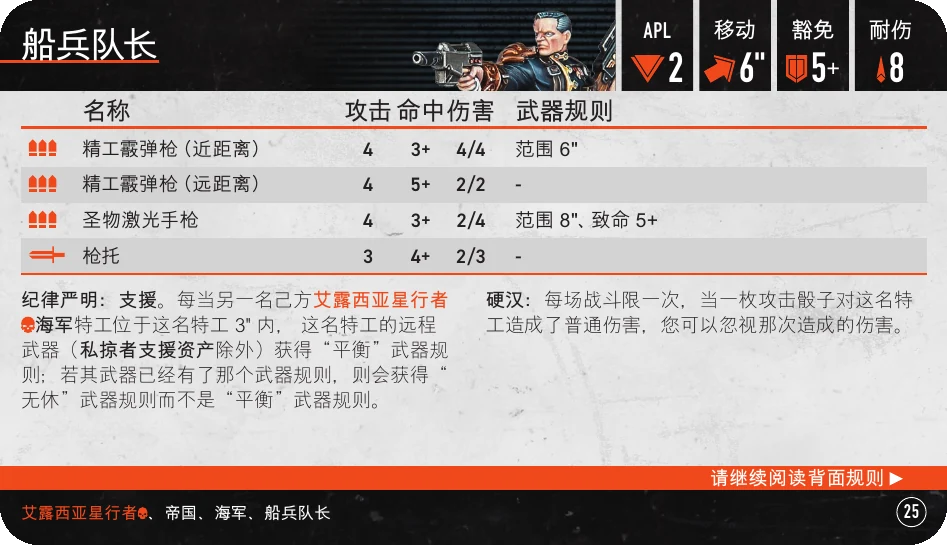 船兵队长
APL 移动 豁免 耐伤
2 6" 5+ 8
名称 攻击 命中 伤害 武器规则
精工霰弹枪（近距离） 4 3+ 4/4 范围 6"
精工霰弹枪（远距离） 4 5+ 2/2 -
圣物激光手枪 4 3+ 2/4 范围 8"、致命 5+
枪托 3 4+ 2/3 -
纪律严明：支援。每当另一名己方艾露西亚星行者
海军特工位于这名特工 3" 内， 这名特工的远程
武器（私掠者支援资产除外）获得“平衡”武器规
则；若其武器已经有了那个武器规则，则会获得“
无休”武器规则而不是“平衡”武器规则。
硬汉：每场战斗限一次，当一枚攻击骰子对这名特
工造成了普通伤害，您可以忽视那次造成的伤害。
请继续阅读背面规则
艾露西亚星行者、帝国、海军、船兵队长
25